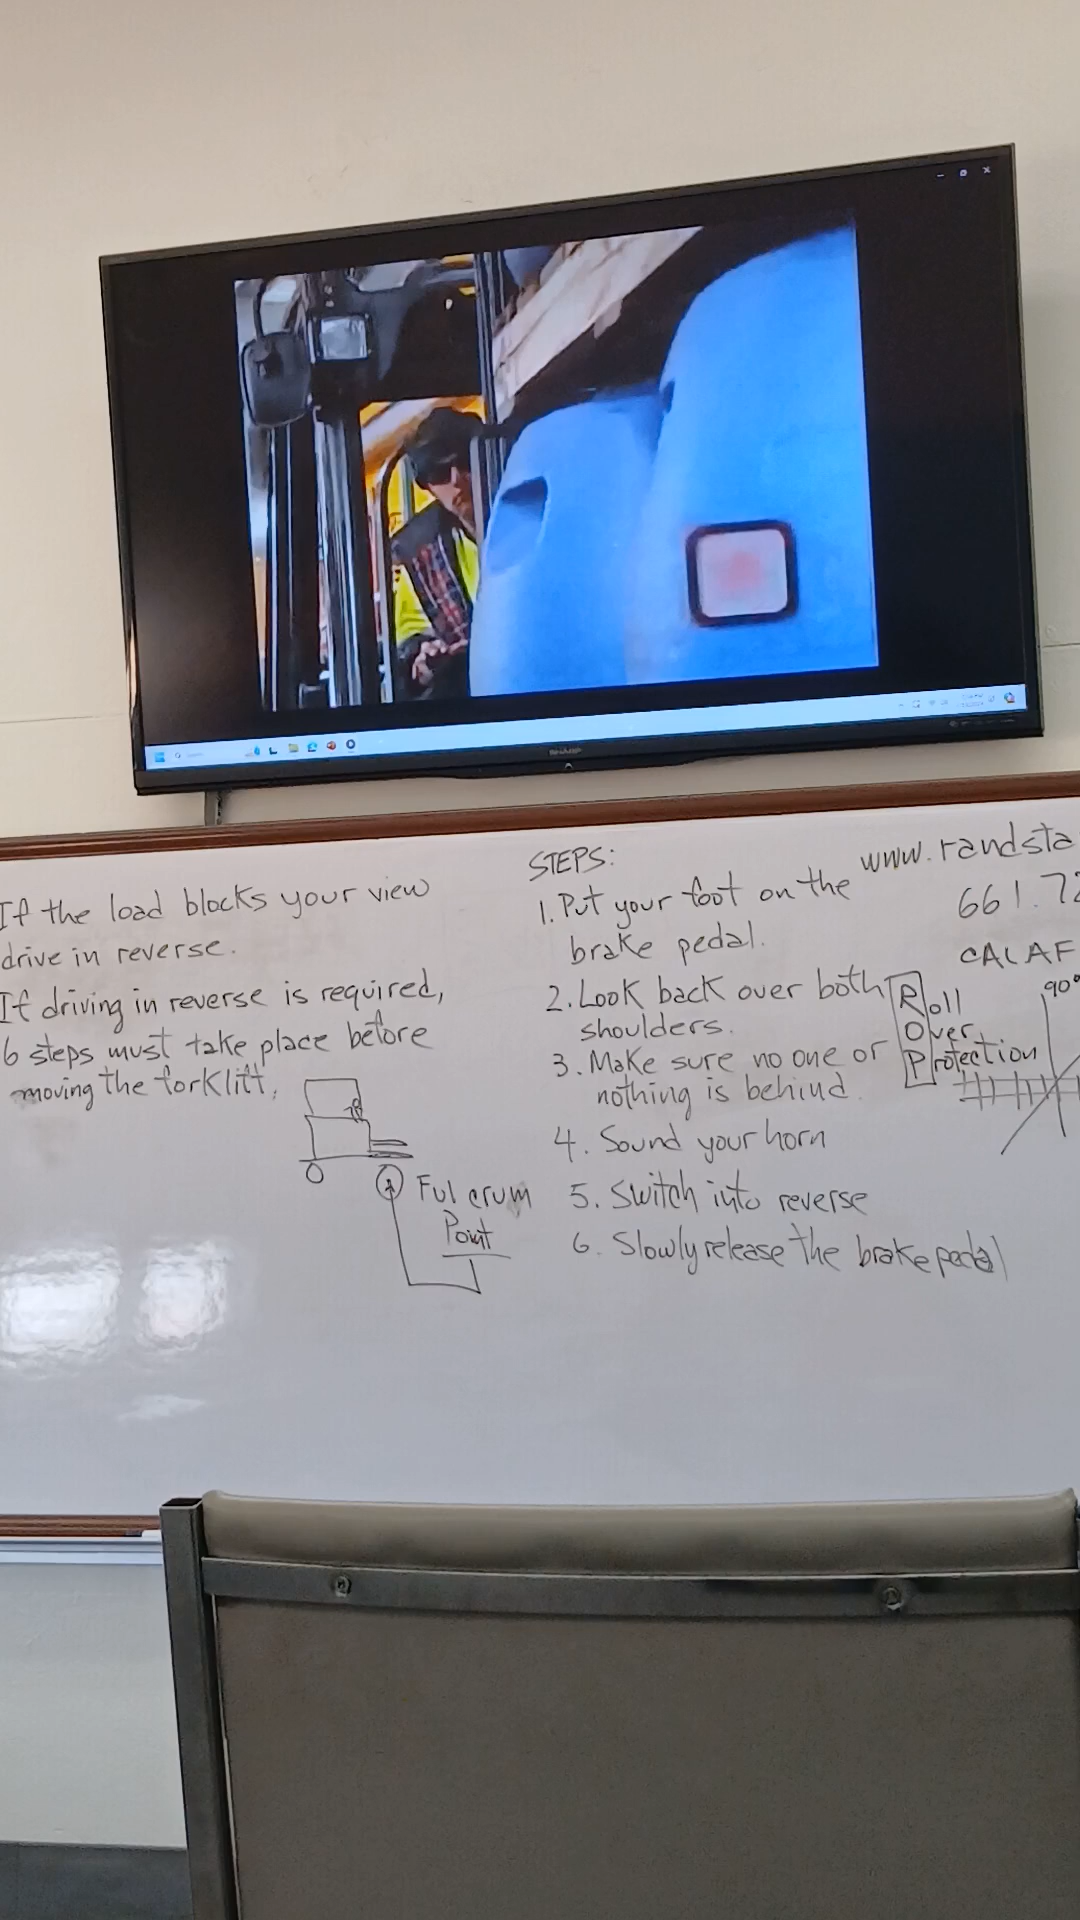 If the load blocks your view
drive in reverse.
If driving in reverse is required,
6 steps must take place before
moving the forklift.
Fulcrum
Point
STEPS:
1. Put your foot on the
brake pedal.
2. Look back over both
shoulders.
3. Make sure no one or
nothing is behind.
4. Sound your horn
5. Switch into reverse
6. Slowly release the brake pedal
www.randsta
661.72
CALAF
Roll
Over
Protection
90°